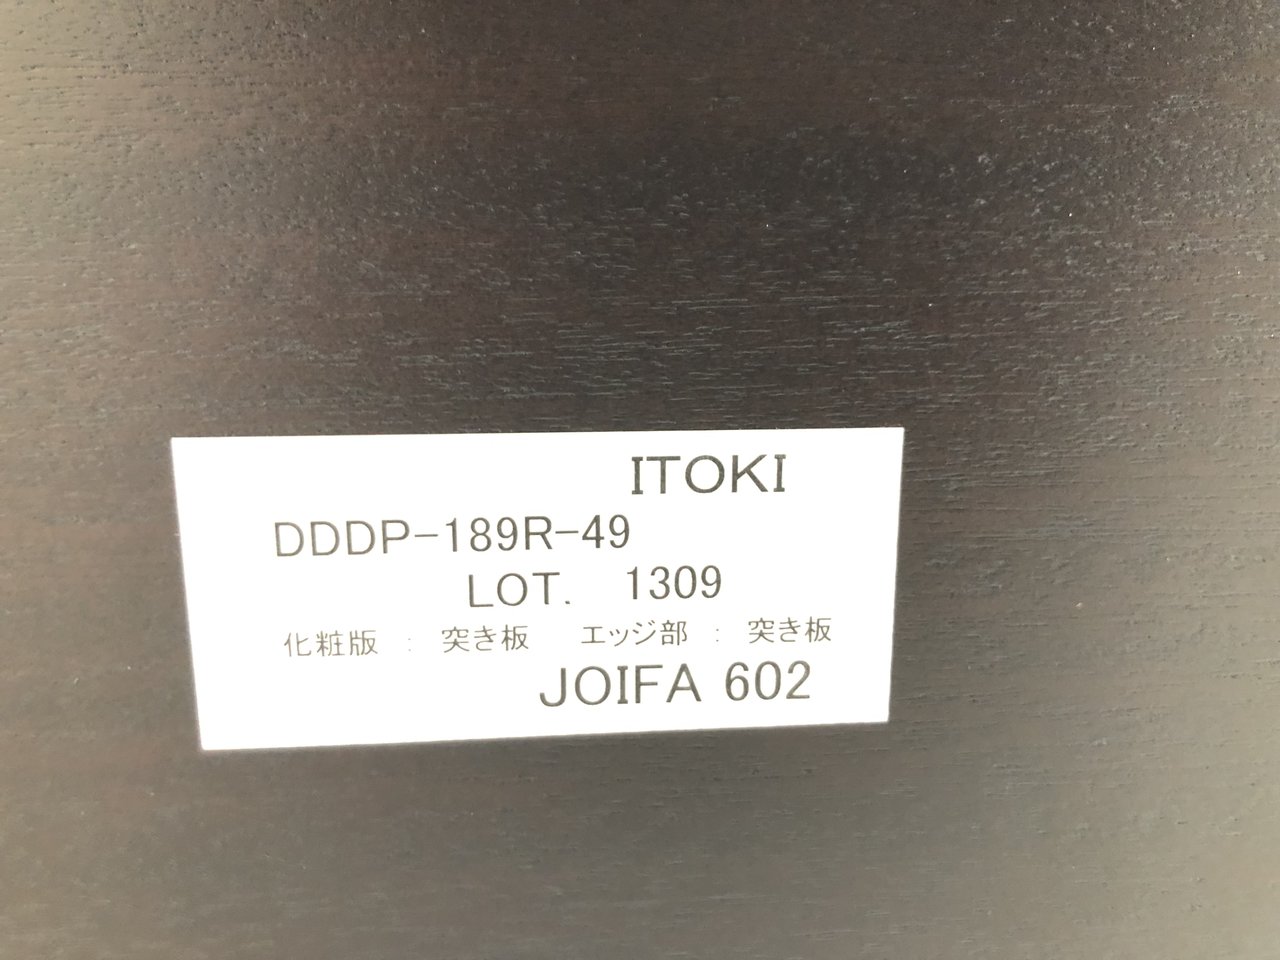 ITOKI
DDDP-189R-49
LOT. 1309
化粧版 : 突き板 エッジ部 : 突き板
JOIFA 602